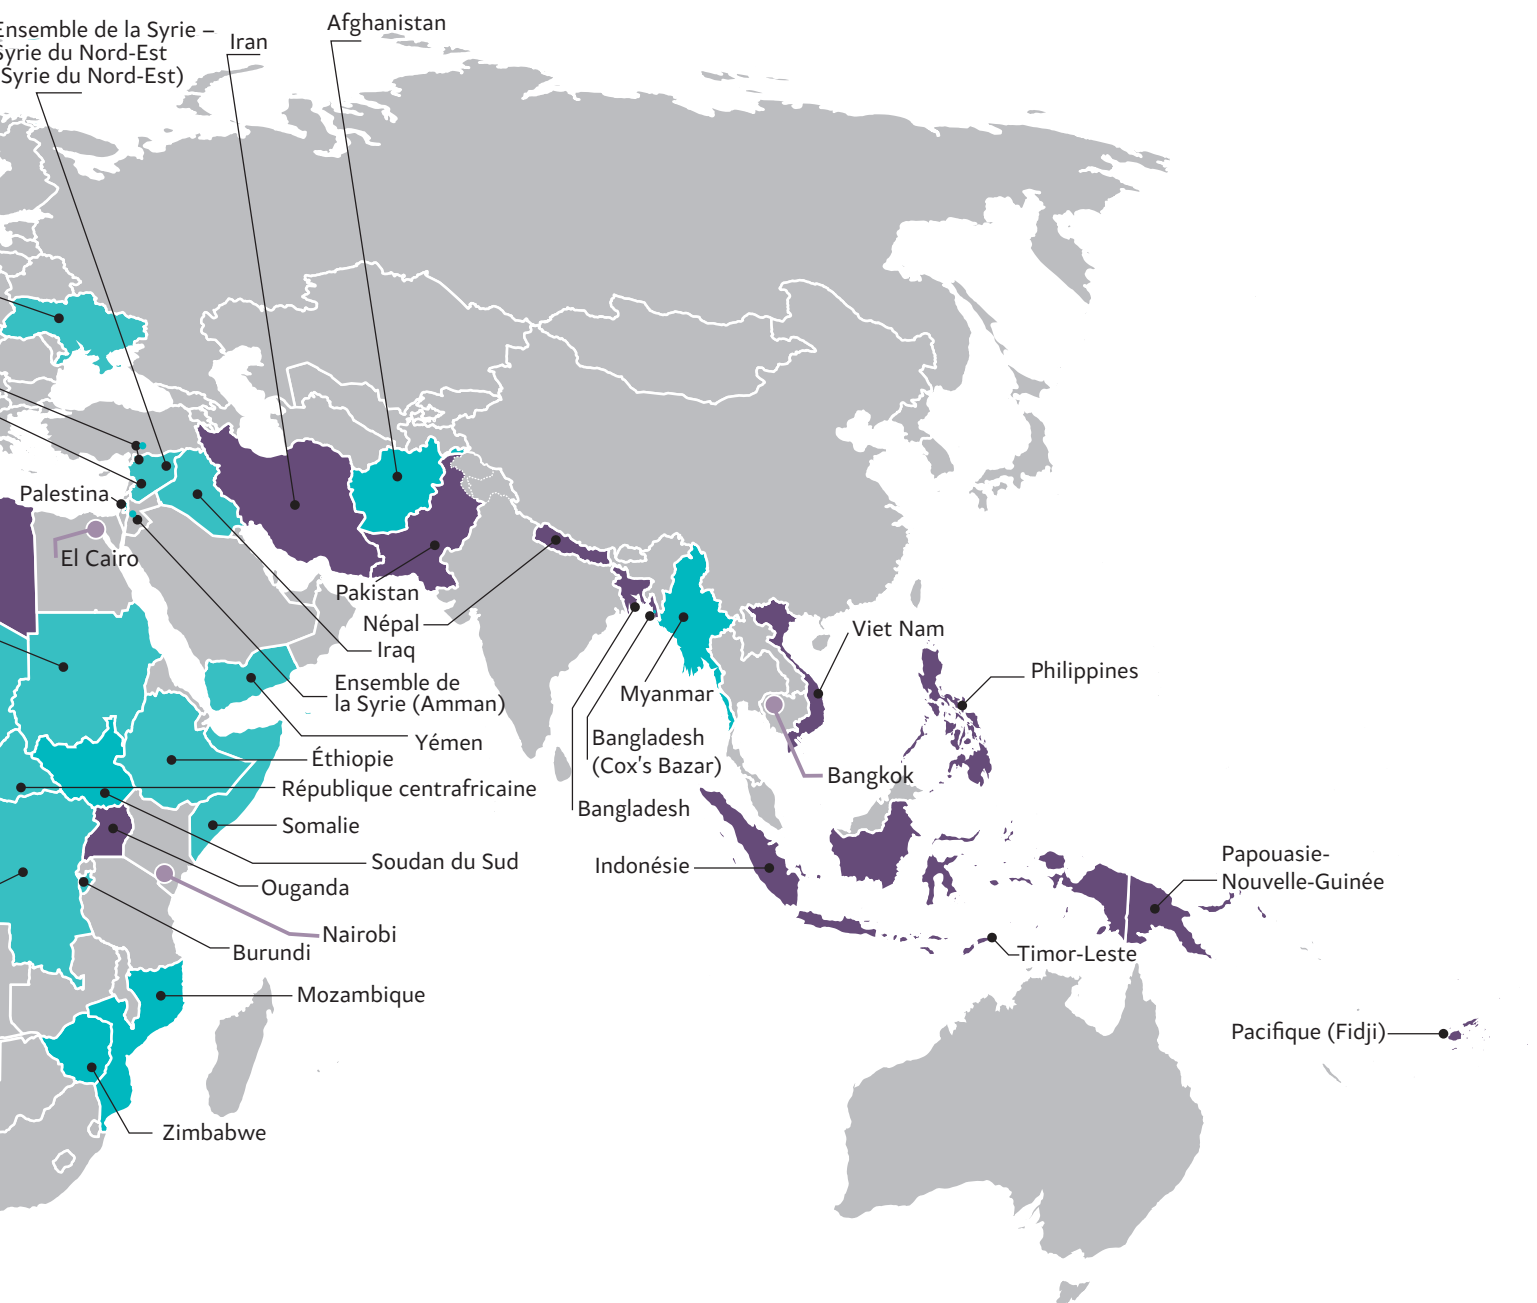 Ensemble de la Syrie –
Syrie du Nord-Est
(Syrie du Nord-Est)
Iran
Afghanistan
Palestina
El Cairo
Pakistan
Népal
Iraq
Ensemble de
la Syrie (Amman)
Yémen
Éthiopie
République centrafricaine
Somalie
Soudan du Sud
Ouganda
Nairobi
Burundi
Mozambique
Zimbabwe
Myanmar
Bangladesh
(Cox's Bazar)
Bangladesh
Viet Nam
Bangkok
Philippines
Indonésie
Papouasie-
Nouvelle-Guinée
Timor-Leste
Pacifique (Fidji)